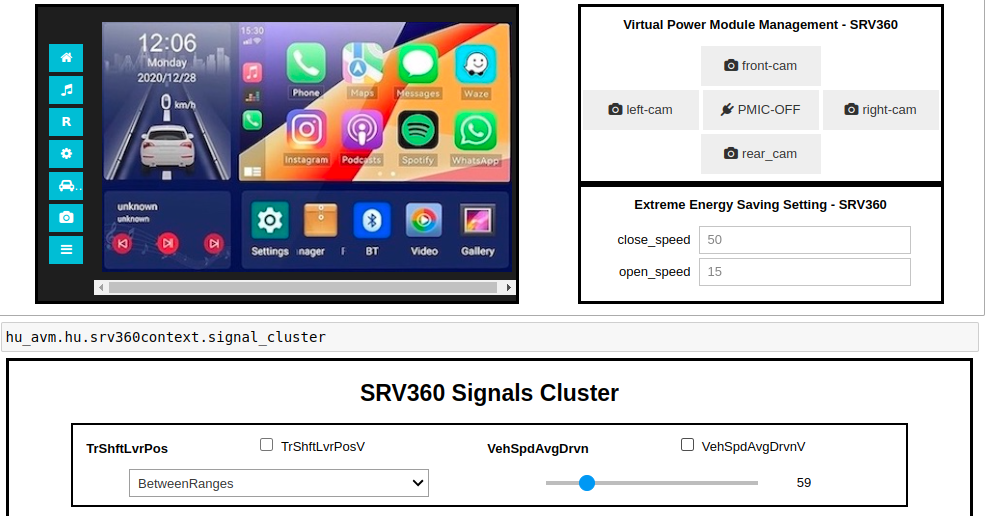 12:06
Monday
2020/12/28
0 km/h
15:30
Phone
Maps
Messages
Waze
Instagram
Podcasts
Spotify
WhatsApp
R
unknown
unknown
Settings
nager
F
BT
Video
Gallery
Virtual Power Module Management - SRV360
front-cam
left-cam
PMIC-OFF
right-cam
rear_cam
Extreme Energy Saving Setting - SRV360
close_speed 50
open_speed 15
hu_avm.hu.srv360context.signal_cluster
SRV360 Signals Cluster
TrShftLvrPos TrShftLvrPosV VehSpdAvgDrvn VehSpdAvgDrvnV
BetweenRanges 59